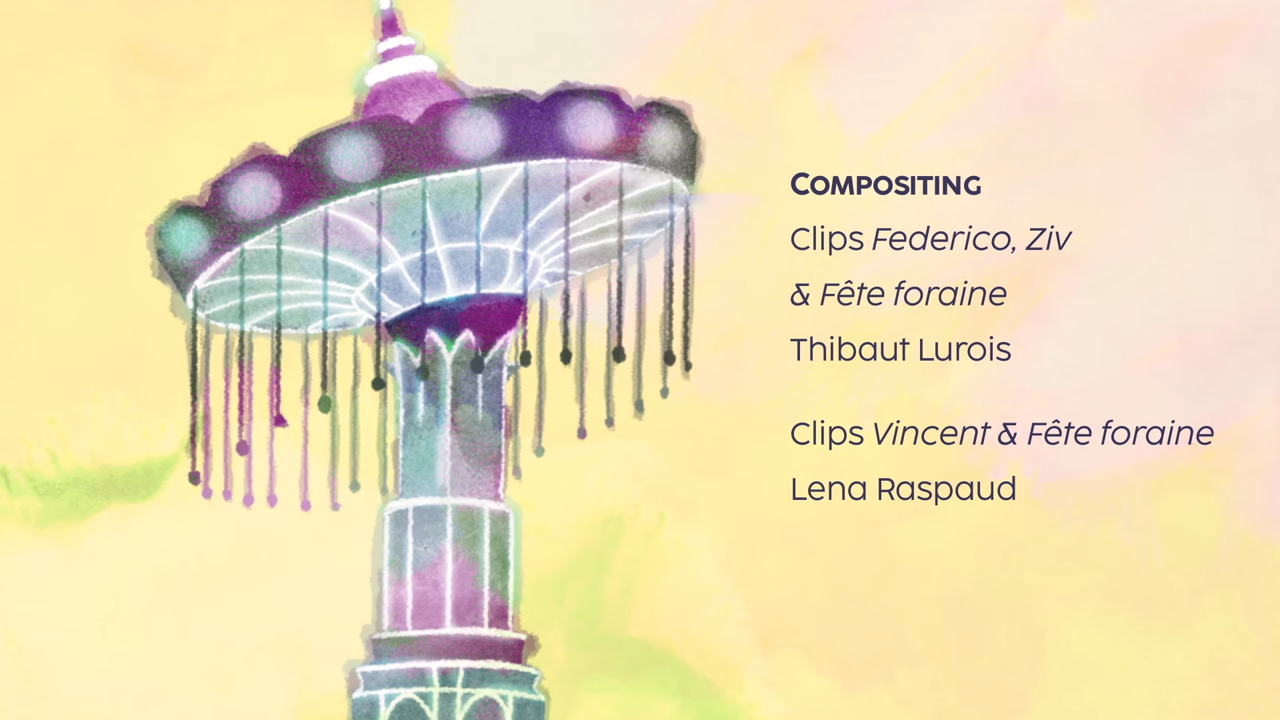 COMPOSITING
Clips Federico, Ziv
& Fête foraine
Thibaut Lurois
Clips Vincent & Fête foraine
Lena Raspaud